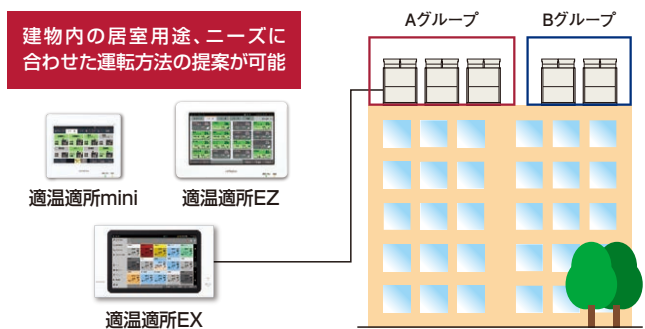 建物内の居室用途、ニーズに
合わせた運転方法の提案が可能
Aグループ
Bグループ
適温適所mini
適温適所EZ
適温適所EX